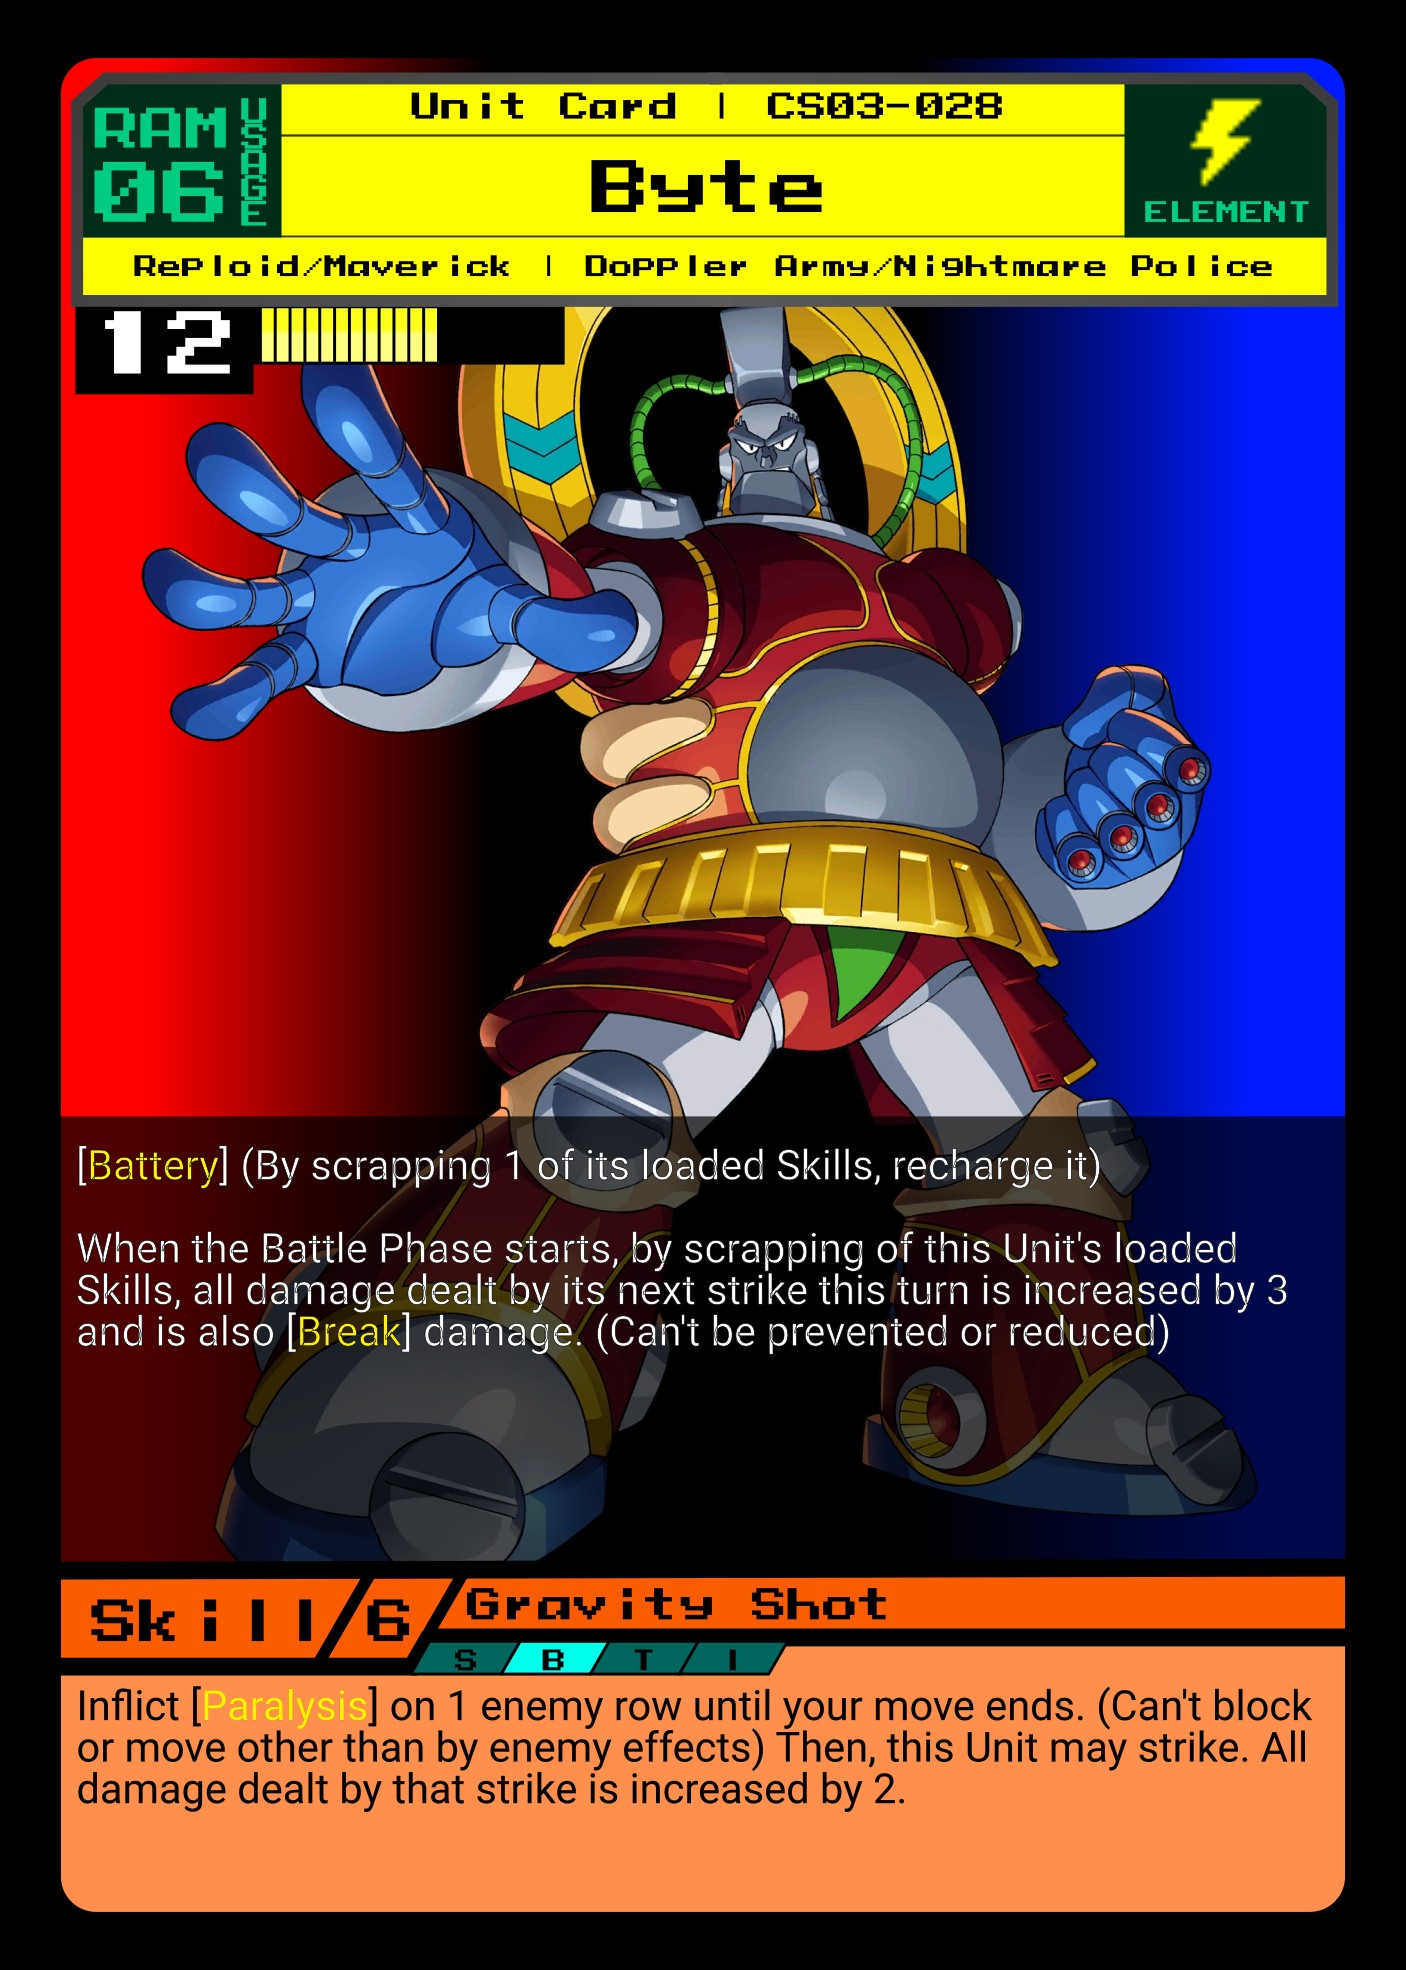 RAM
06
USAGE
Unit Card | CS03-028
Byte
ELEMENT
Reploid/Maverick | Doppler Army/Nightmare Police
12
[Battery] (By scrapping 1 of its loaded Skills, recharge it)
When the Battle Phase starts, by scrapping of this Unit's loaded
Skills, all damage dealt by its next strike this turn is increased by 3
and is also [Break] damage. (Can't be prevented or reduced)
Skill/6
Gravity Shot
S B T I
Inflict [Paralysis] on 1 enemy row until your move ends. (Can't block
or move other than by enemy effects) Then, this Unit may strike. All
damage dealt by that strike is increased by 2.